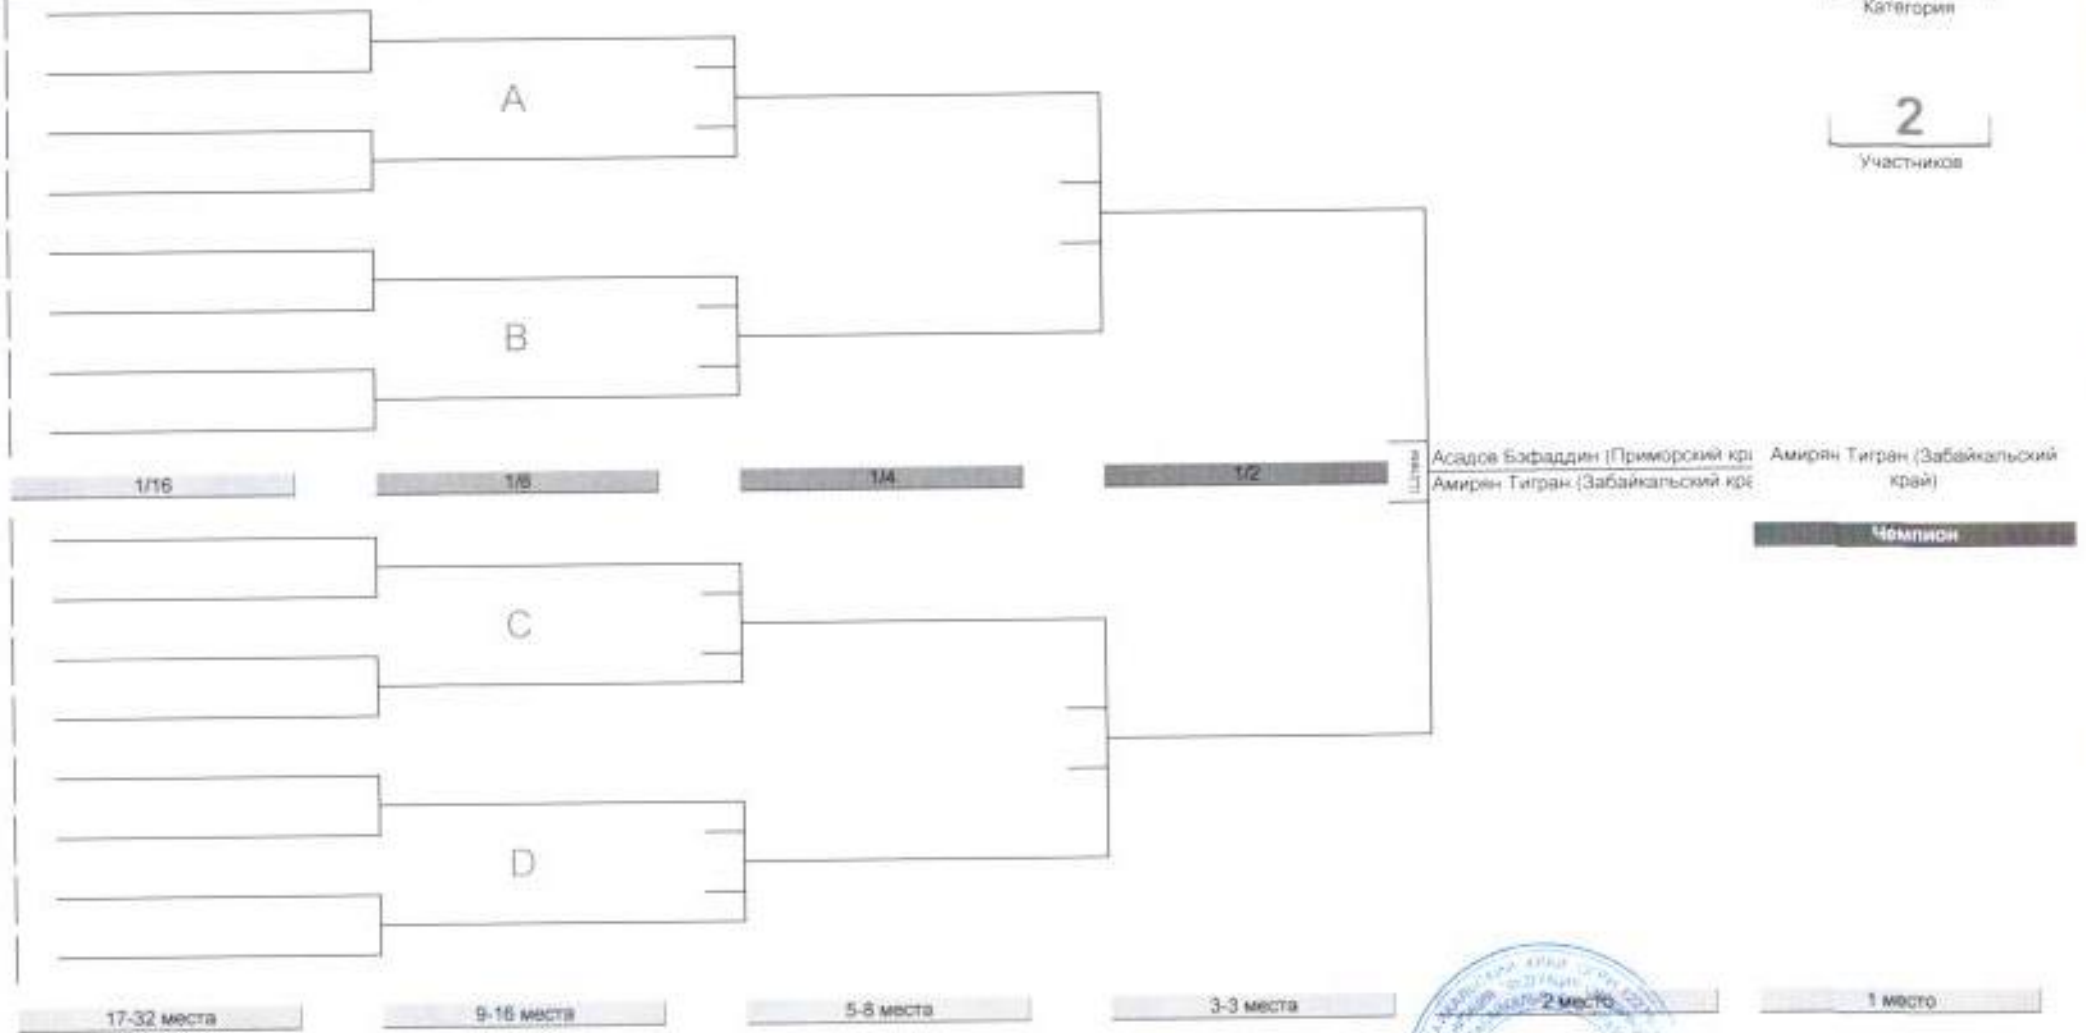 Категория
A
2
Участников
B
Асадов Бэфаддин (Приморский кра
Амирян Тигран (Забайкальский кра
Амирян Тигран (Забайкальский
край)
1/16
1/8
1/4
1/2
Чемпион
C
D
17-32 места
9-16 места
5-8 места
3-3 места
2 место
1 место